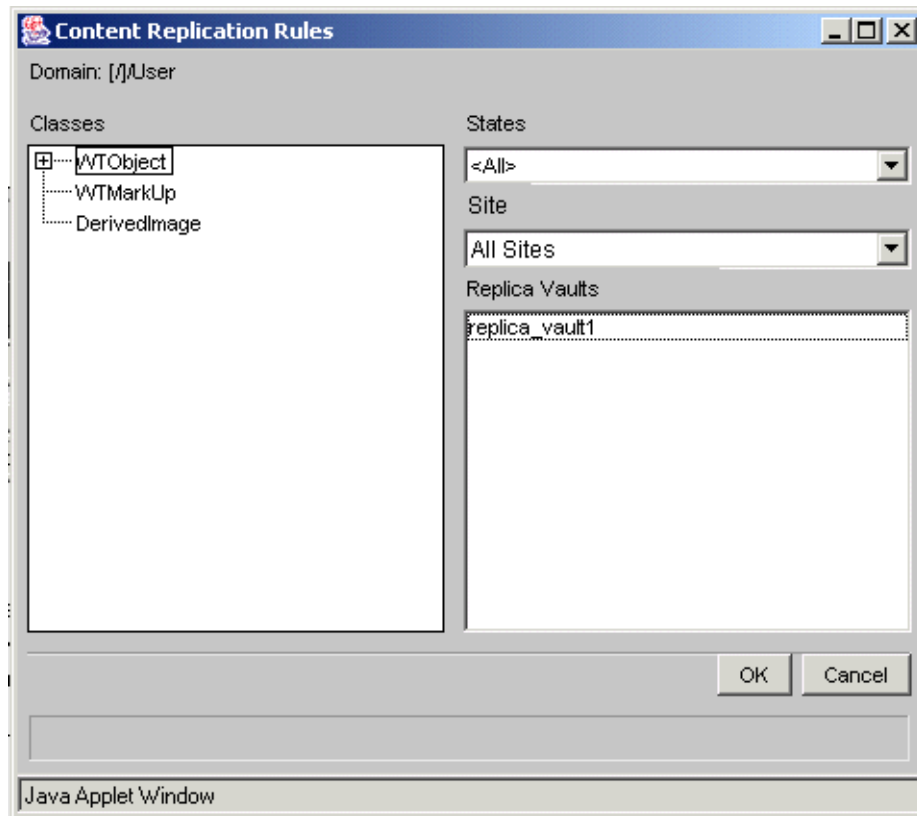 Content Replication Rules
Domain: [/]/User
Classes
WTObject
WTMarkUp
DerivedImage
States
<All>
Site
All Sites
Replica Vaults
replica_vault1
OK
Cancel
Java Applet Window